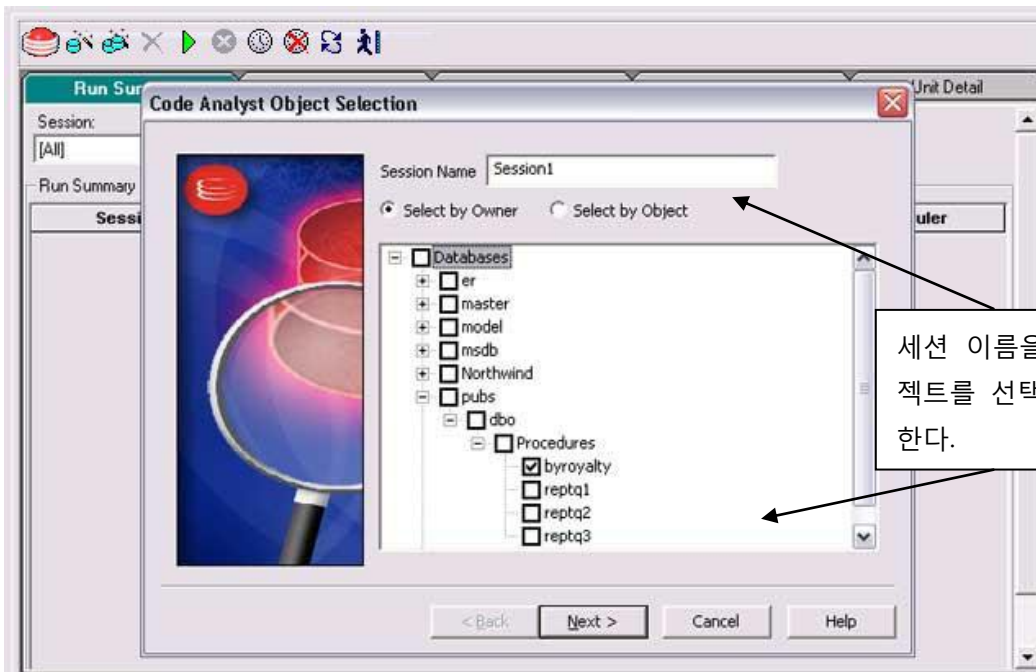 Run Sur
Unit Detail
Code Analyst Object Selection
Session:
[All]
Run Summary
Sessi
uler
Session Name Session1
Select by Owner Select by Object
Databases
er
master
model
msdb
Northwind
pubs
dbo
Procedures
byroyalty
reptq1
reptq2
reptq3
세션 이름을
젝트를 선택
한다.
< Back Next > Cancel Help